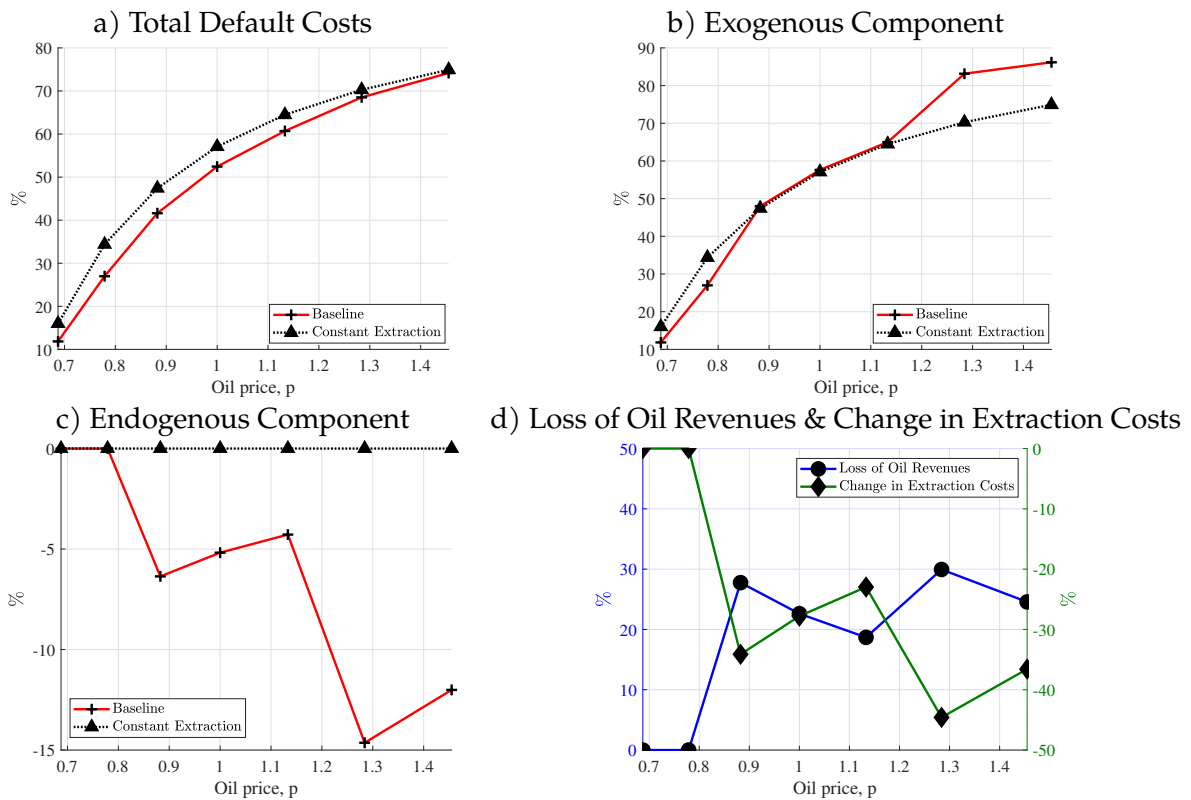 a) Total Default Costs
80
70
60
50
40
30
20
10
%
0.7 0.8 0.9 1 1.1 1.2 1.3 1.4
Oil price, p
Baseline
Constant Extraction
b) Exogenous Component
90
80
70
60
50
40
30
20
10
%
0.7 0.8 0.9 1 1.1 1.2 1.3 1.4
Oil price, p
Baseline
Constant Extraction
c) Endogenous Component
0
-5
-10
-15
%
0.7 0.8 0.9 1 1.1 1.2 1.3 1.4
Oil price, p
Baseline
Constant Extraction
d) Loss of Oil Revenues & Change in Extraction Costs
50
40
30
20
10
0
%
0
-10
-20
-30
-40
-50
%
0.7 0.8 0.9 1 1.1 1.2 1.3 1.4
Oil price, p
Loss of Oil Revenues
Change in Extraction Costs